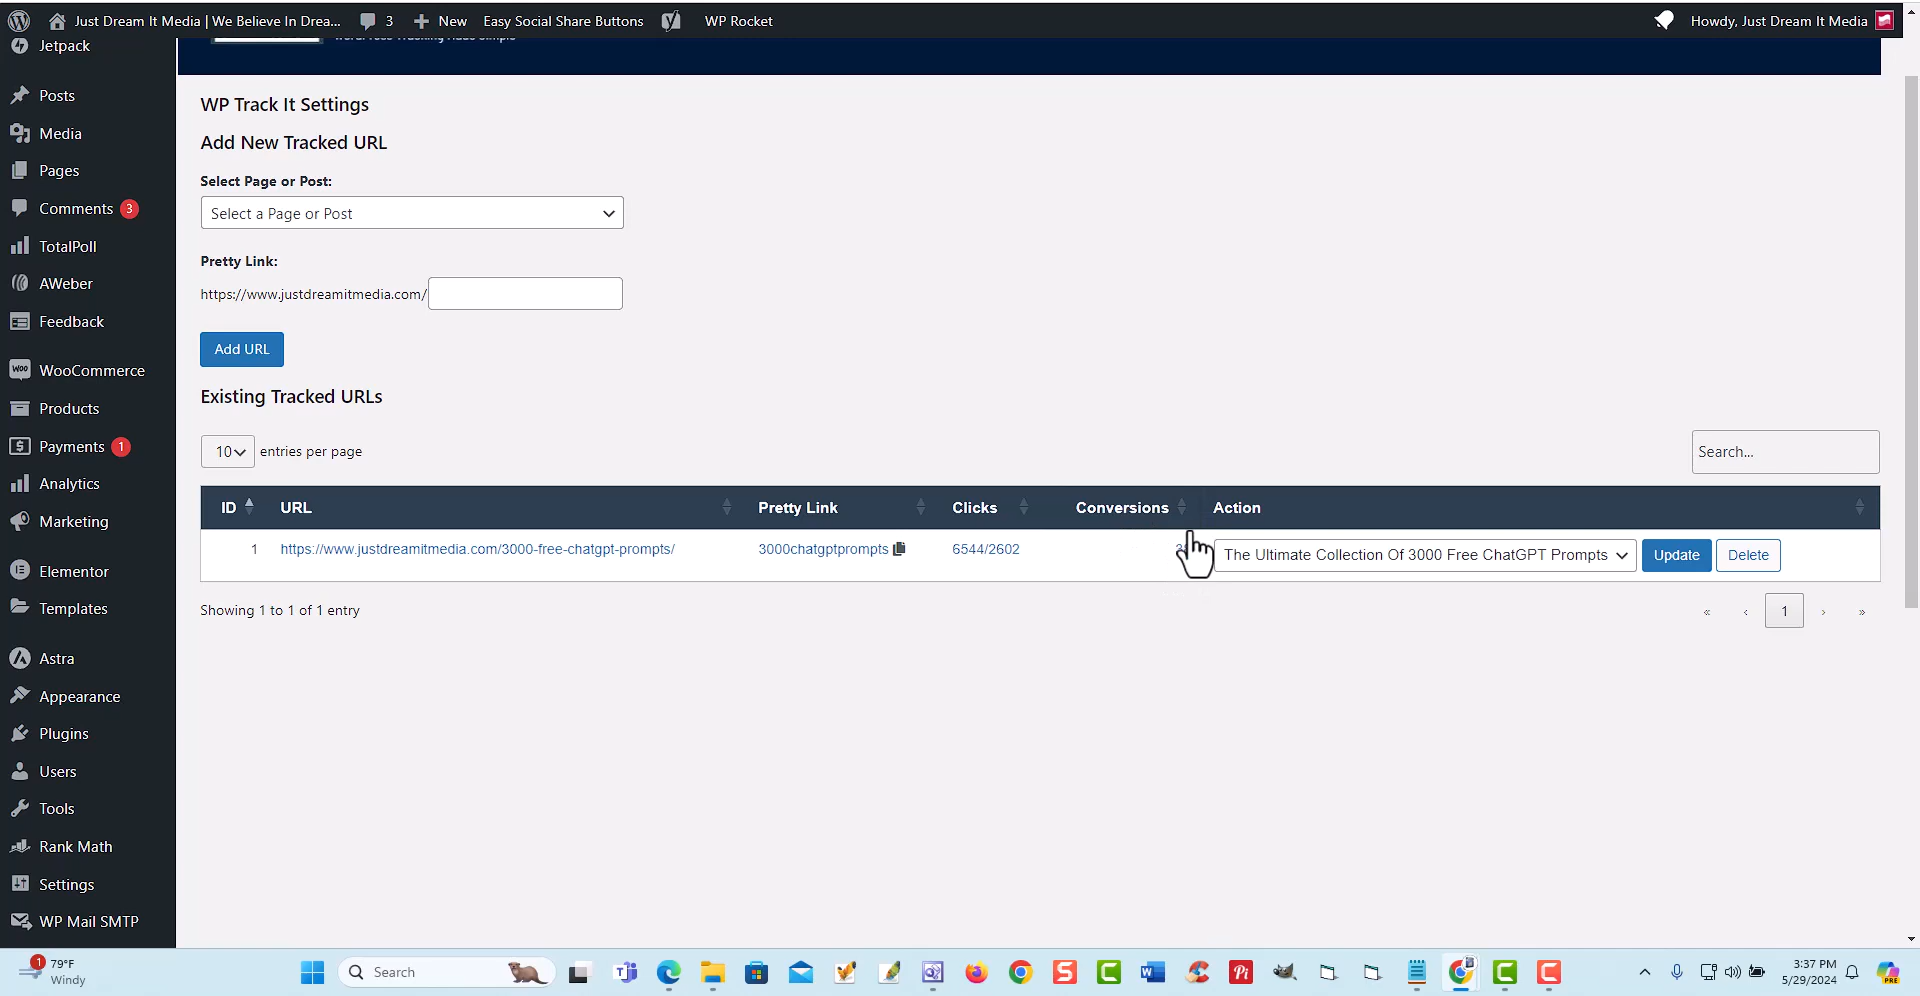 Just Dream It Media | We Believe In Drea...
3
New
Easy Social Share Buttons
WP Rocket
Howdy, Just Dream It Media
Jetpack
Posts
Media
Pages
Comments 3
TotalPoll
AWeber
Feedback
WooCommerce
Products
Payments 1
Analytics
Marketing
Elementor
Templates
Astra
Appearance
Plugins
Users
Tools
Rank Math
Settings
WP Mail SMTP
WP Track It Settings
Add New Tracked URL
Select Page or Post:
Select a Page or Post
Pretty Link:
https://www.justdreamitmedia.com/
Add URL
Existing Tracked URLs
10 entries per page
Search...
ID URL Pretty Link Clicks Conversions Action
1 https://www.justdreamitmedia.com/3000-free-chatgpt-prompts/ 3000chatgptprompts 6544/2602 The Ultimate Collection Of 3000 Free ChatGPT Prompts Update Delete
Showing 1 to 1 of 1 entry
« ‹ 1 › »
1
79°F
Windy
Search
3:37 PM
5/29/2024